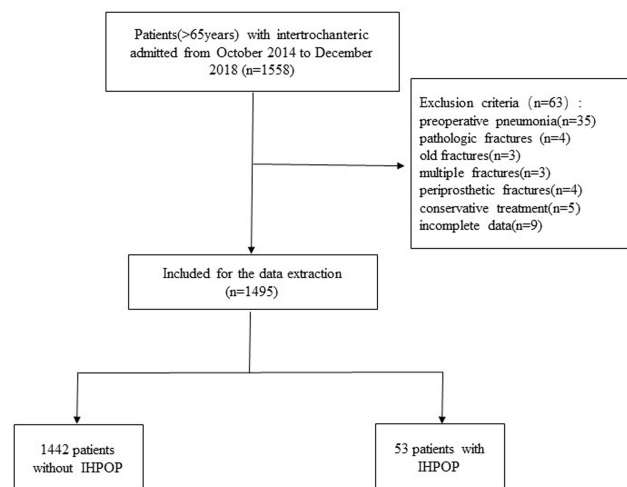 Patients(>65years) with intertrochanteric
admitted from October 2014 to December
2018 (n=1558)
Exclusion criteria（n=63）:
preoperative pneumonia(n=35)
pathologic fractures (n=4)
old fractures(n=3)
multiple fractures(n=3)
periprosthetic fractures(n=4)
conservative treatment(n=5)
incomplete data(n=9)
Included for the data extraction
(n=1495)
1442 patients
without IHPOP
53 patients with
IHPOP